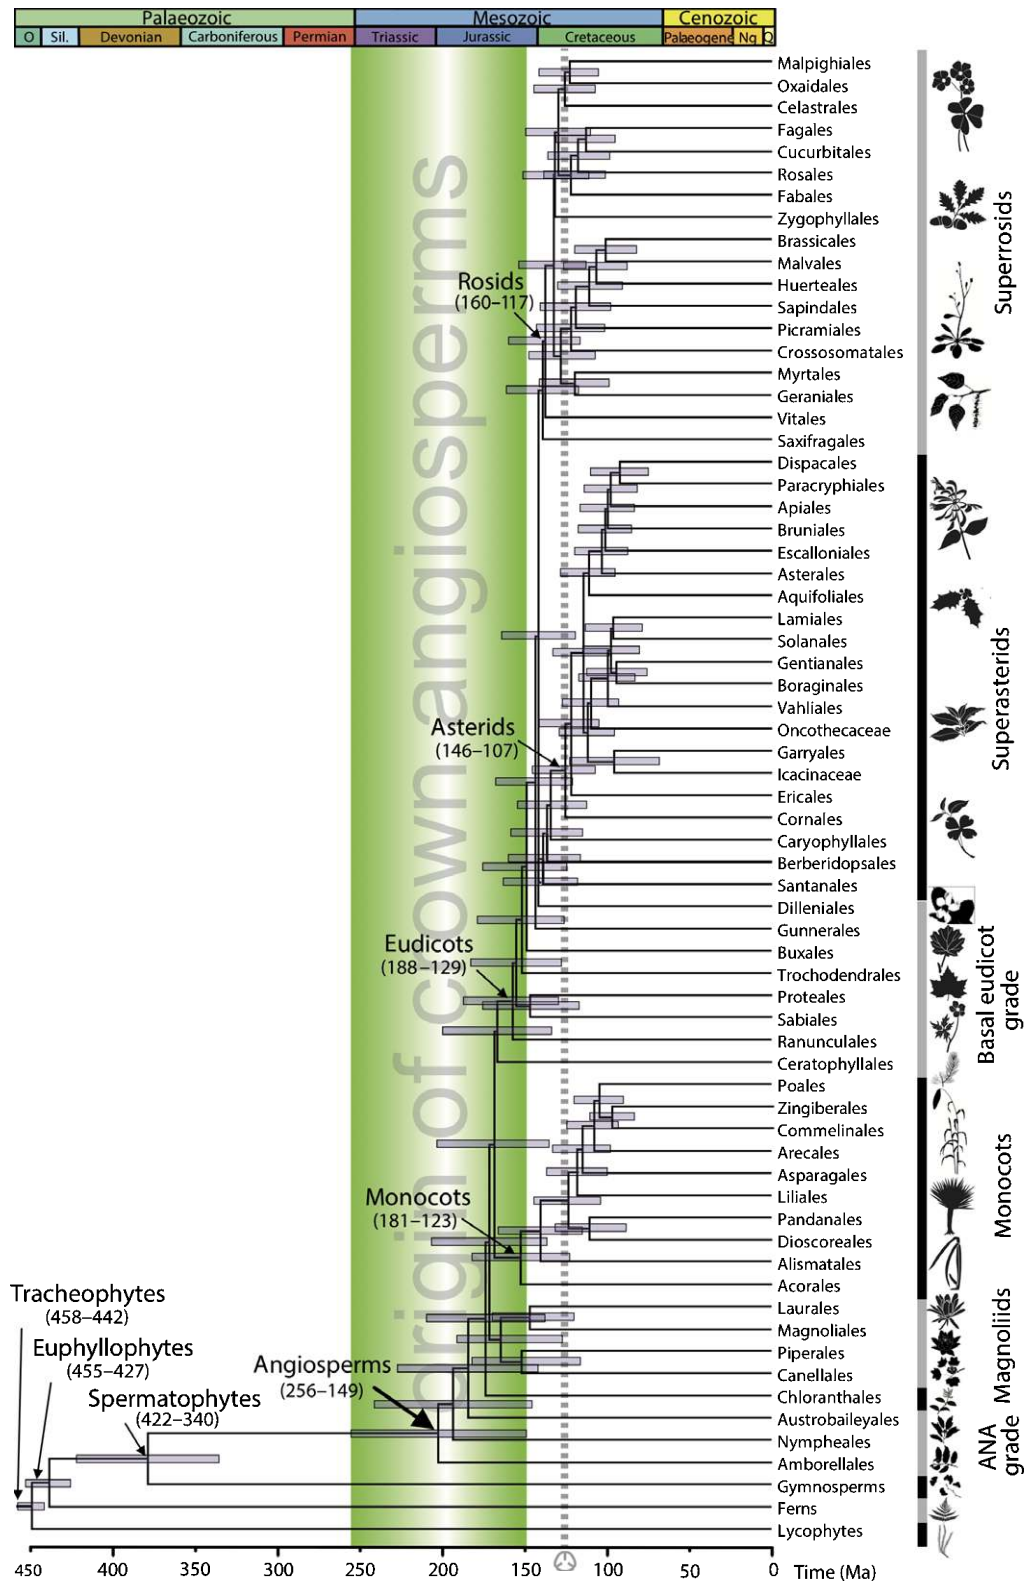 Palaeozoic Mesozoic Cenozoic
O Sil. Devonian Carboniferous Permian Triassic Jurassic Cretaceous Palaeogene Ng Q
Malpighiales
Oxaidales
Celastrales
Fagales
Cucurbitales
Rosales
Fabales
Zygophyllales
Brassicales
Malvales
Huerteales
Sapindales
Picramiales
Crossosomatales
Myrtales
Geraniales
Vitales
Saxifragales
Dispacales
Paracryphiales
Apiales
Bruniales
Escalloniales
Asterales
Aquifoliales
Lamiales
Solanales
Gentianales
Boraginales
Vahliales
Oncothecaceae
Garryales
Icacinaceae
Ericales
Cornales
Caryophyllales
Berberidopsales
Santanales
Dilleniales
Gunnerales
Buxales
Trochodendrales
Proteales
Sabiales
Ranunculales
Ceratophyllales
Poales
Zingiberales
Commelinales
Arecales
Asparagales
Liliales
Pandanales
Dioscoreales
Alismatales
Acorales
Laurales
Magnoliales
Piperales
Canellales
Chloranthales
Austrobaileyales
Nympheales
Amborellales
Gymnosperms
Ferns
Lycophytes
Superrosids
Superasterids
Basal eudicot
grade
Monocots
Magnoliids
ANA
grade
origin of crown angiosperms
Rosids
(160–117)
Asterids
(146–107)
Eudicots
(188–129)
Monocots
(181–123)
Angiosperms
(256–149)
Tracheophytes
(458–442)
Euphyllophytes
(455–427)
Spermatophytes
(422–340)
450 400 350 300 250 200 150 100 50 0 Time (Ma)